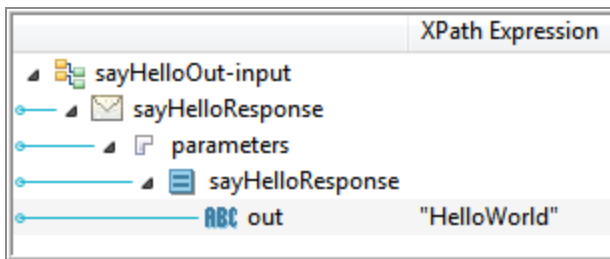 XPath Expression
sayHelloOut-input
sayHelloResponse
parameters
sayHelloResponse
ABC out "HelloWorld"